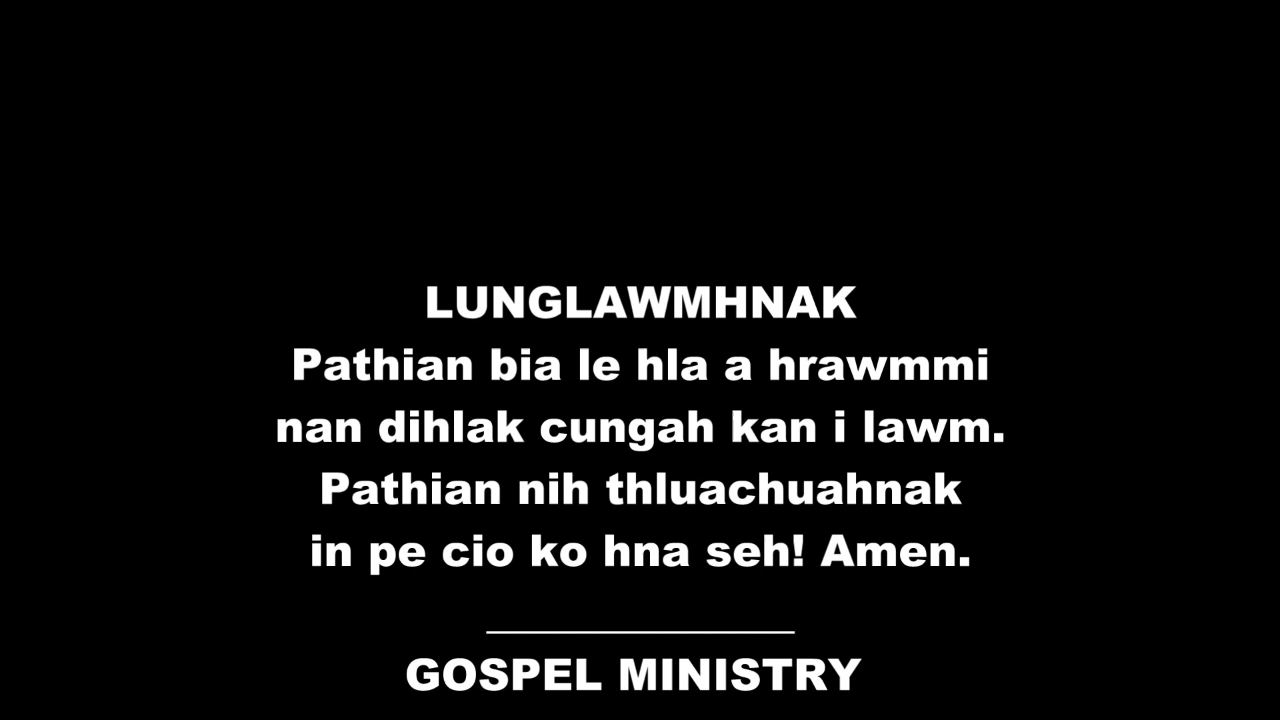 LUNGLAWMHNAK
Pathian bia le hla a hrawmmi
nan dihlak cungah kan i lawm.
Pathian nih thluachuahnak
in pe cio ko hna seh! Amen.
GOSPEL MINISTRY